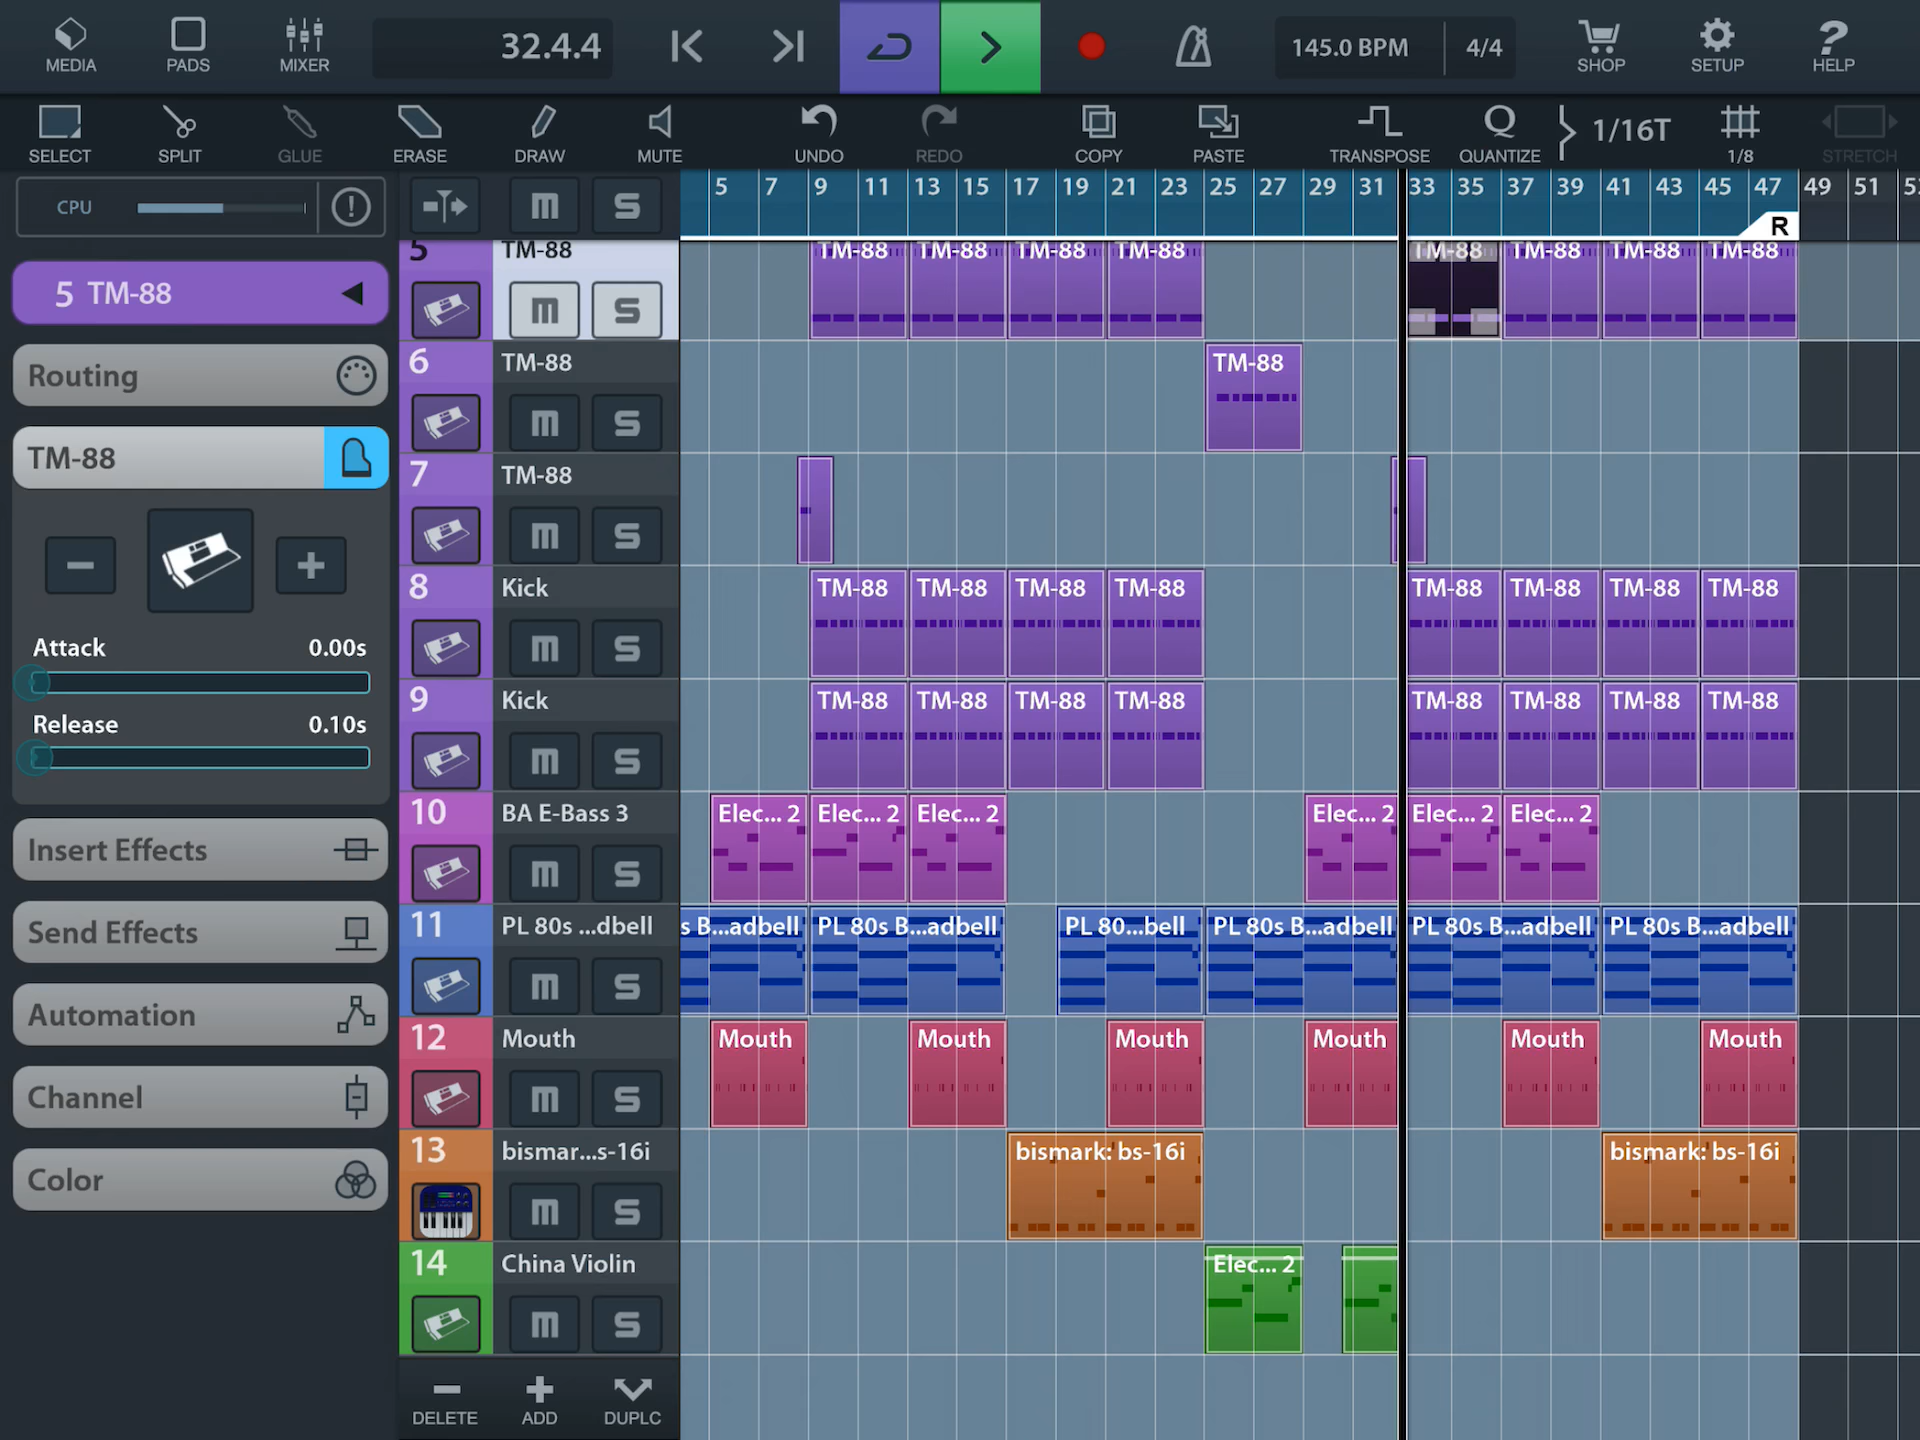 MEDIA PADS MIXER 32.4.4 145.0 BPM 4/4 SHOP SETUP ? HELP
SELECT SPLIT GLUE ERASE DRAW MUTE UNDO REDO COPY PASTE TRANSPOSE Q QUANTIZE 1/16T 1/8 STRETCH
CPU ! m S 5 7 9 11 13 15 17 19 21 23 25 27 29 31 33 35 37 39 41 43 45 47 49 51
R
5 TM-88 TM-88 TM-88 TM-88 TM-88 TM-88 TM-88 TM-88 TM-88
m S
5 TM-88
Routing
6 TM-88 TM-88
m S
TM-88
7 TM-88
m S
8 Kick TM-88 TM-88 TM-88 TM-88 TM-88 TM-88 TM-88 TM-88
m S
Attack 0.00s
Release 0.10s
9 Kick TM-88 TM-88 TM-88 TM-88 TM-88 TM-88 TM-88 TM-88
m S
10 BA E-Bass 3 Elec... 2 Elec... 2 Elec... 2 Elec... 2 Elec... 2 Elec... 2
m S
Insert Effects
11 PL 80s ...dbell s B...adbell PL 80s B...adbell PL 80...bell PL 80s B...adbell PL 80s B...adbell PL 80s B...adbell
m S
Send Effects
Automation
12 Mouth Mouth Mouth Mouth Mouth Mouth Mouth
m S
Channel
13 bismar...s-16i bismark: bs-16i bismark: bs-16i
m S
Color
14 China Violin Elec... 2
m S
DELETE ADD DUPLC